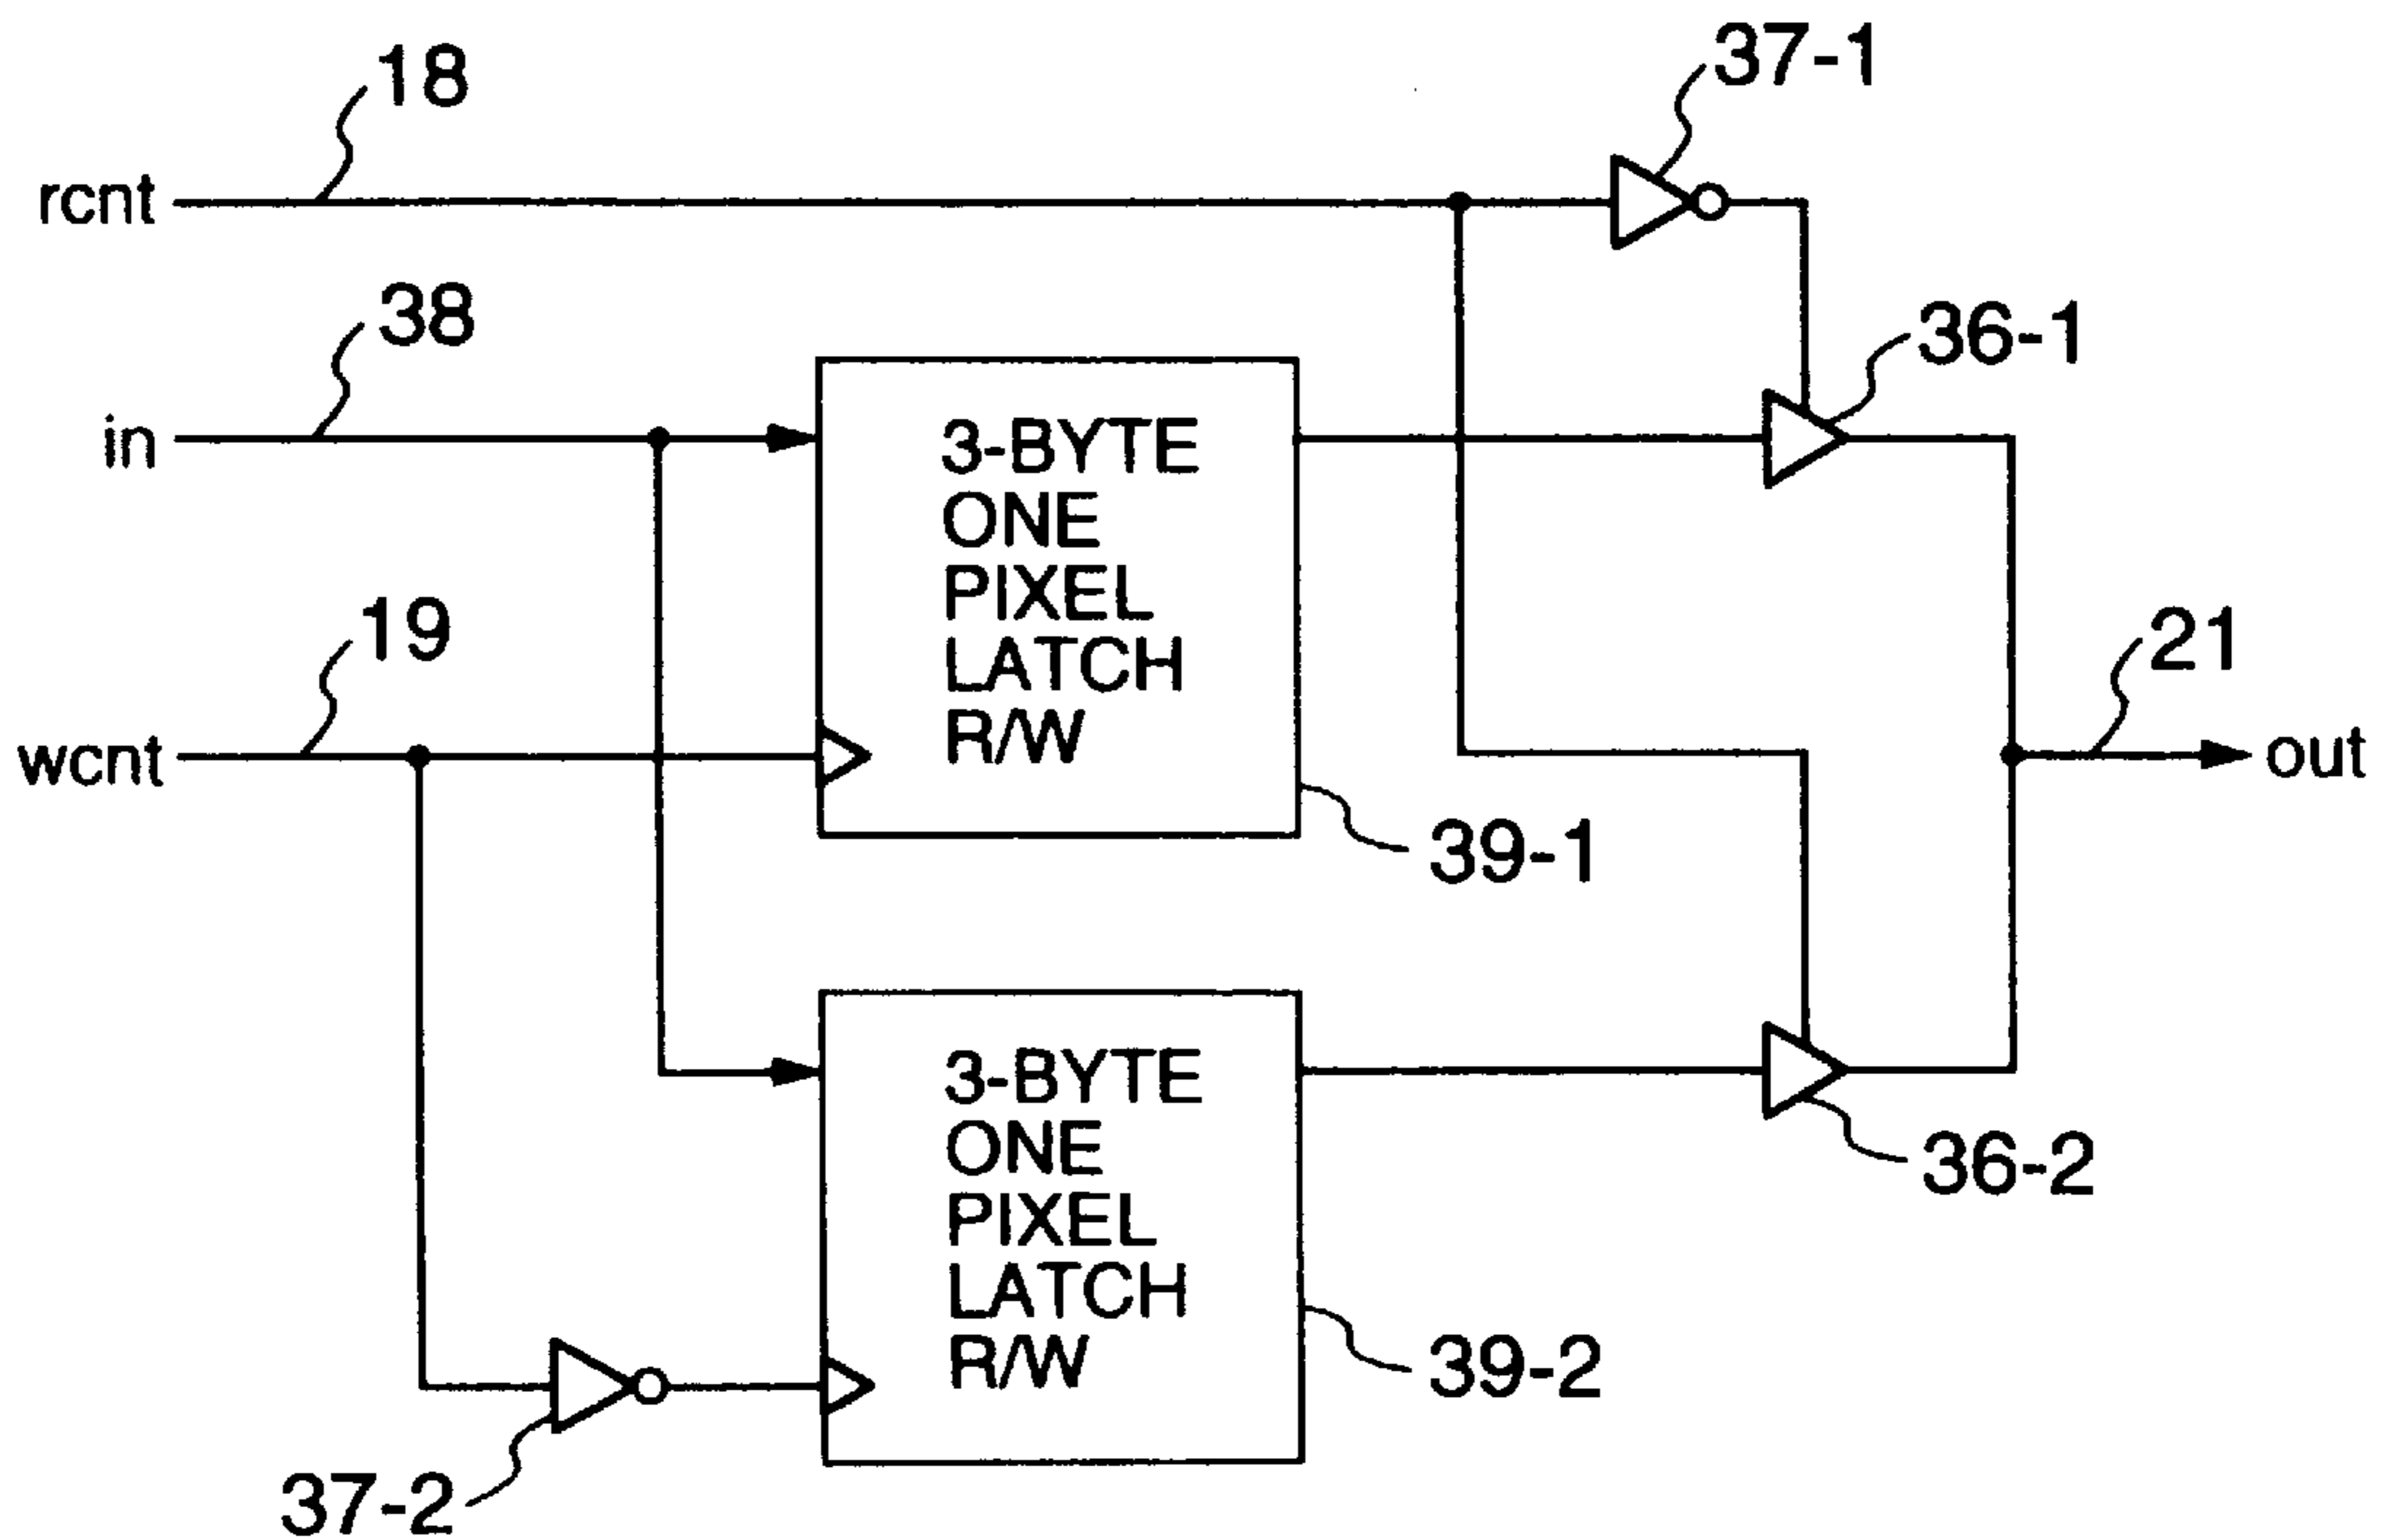 18
37-1
rcnt
38
36-1
in
3-BYTE
ONE
PIXEL
LATCH
R/W
19
21
wcnt
out
39-1
3-BYTE
ONE
PIXEL
LATCH
R/W
36-2
39-2
37-2